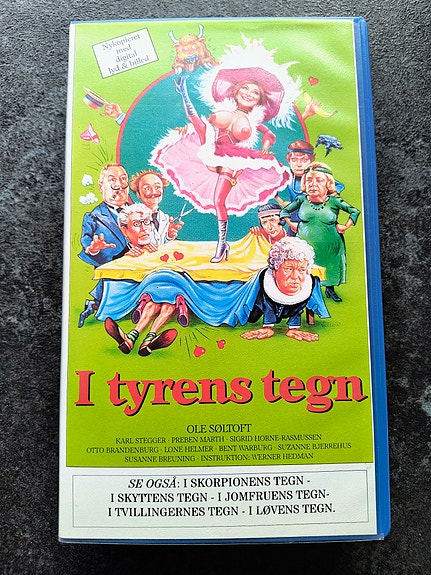 Nykopieret
med
digital
lyd & billed
I tyrens tegn
OLE SØLTOFT
KARL STEGGER · PREBEN MARTH · SIGRID HORNE-RASMUSSEN
OTTO BRANDENBURG · LONE HELMER · BENT WARBURG · SUZANNE BJERREHUS
SUSANNE BREUNING · INSTRUKTION: WERNER HEDMAN
SE OGSÅ: I SKORPIONENS TEGN -
I SKYTTENS TEGN - I JOMFRUENS TEGN-
I TVILLINGERNES TEGN - I LØVENS TEGN.